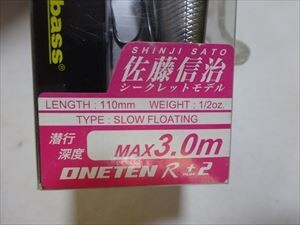 bass
SHINJI SATO
佐藤信治
シークレットモデル
LENGTH : 110mm WEIGHT : 1/2oz.
TYPE : SLOW FLOATING
潜行
深度
MAX3.0m
ONETEN R +2